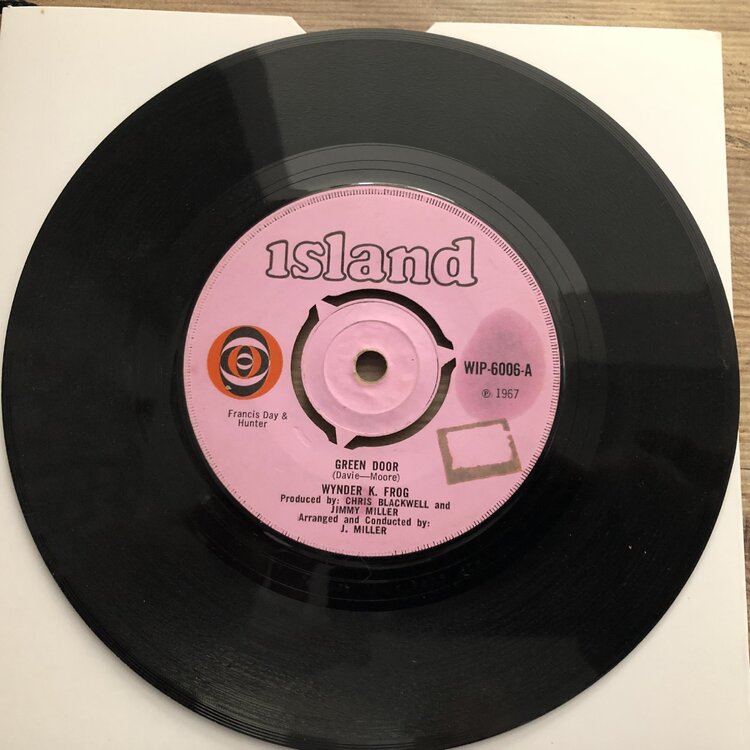 ısland
WIP-6006-A
℗ 1967
Francis Day &
Hunter
GREEN DOOR
(Davie—Moore)
WYNDER K. FROG
Produced by: CHRIS BLACKWELL and
JIMMY MILLER
Arranged and Conducted by:
J. MILLER